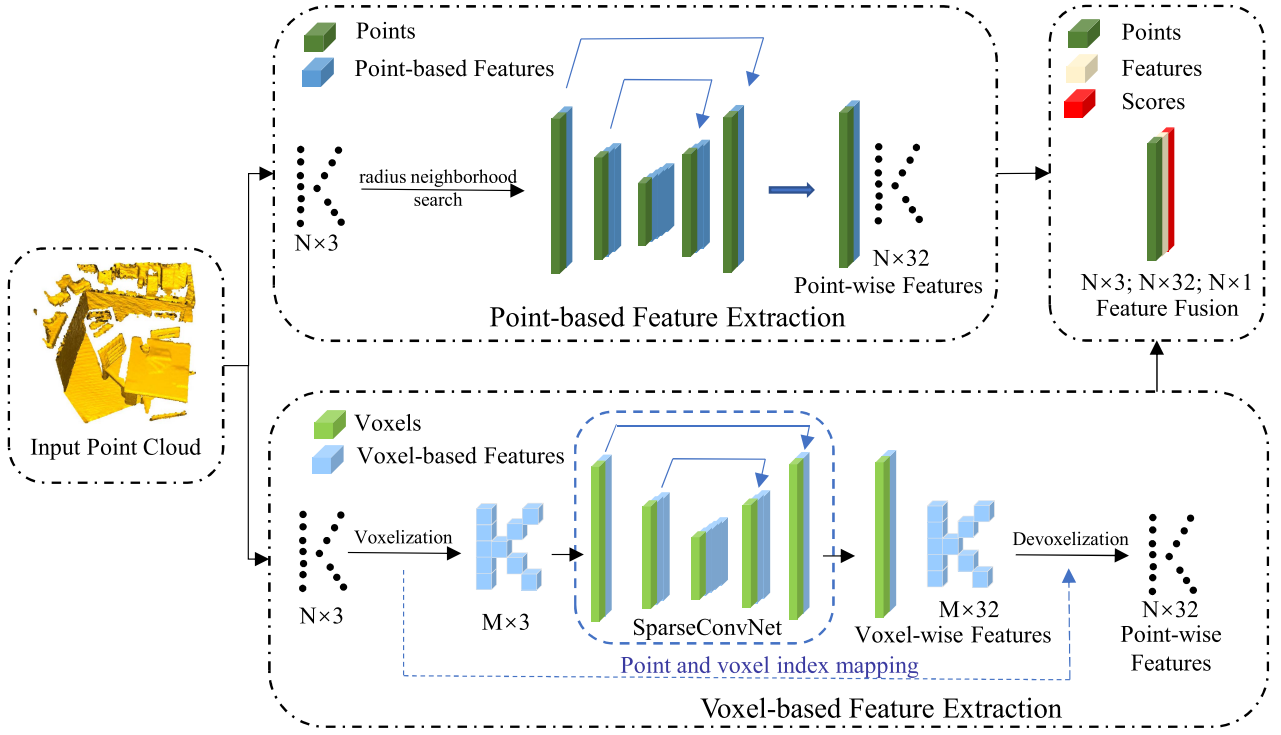 Input Point Cloud
Points
Point-based Features
N×3
radius neighborhood
search
N×32
Point-wise Features
Point-based Feature Extraction
Points
Features
Scores
N×3; N×32; N×1
Feature Fusion
Voxels
Voxel-based Features
N×3
Voxelization
M×3
SparseConvNet
M×32
Voxel-wise Features
Devoxelization
N×32
Point-wise
Features
Point and voxel index mapping
Voxel-based Feature Extraction